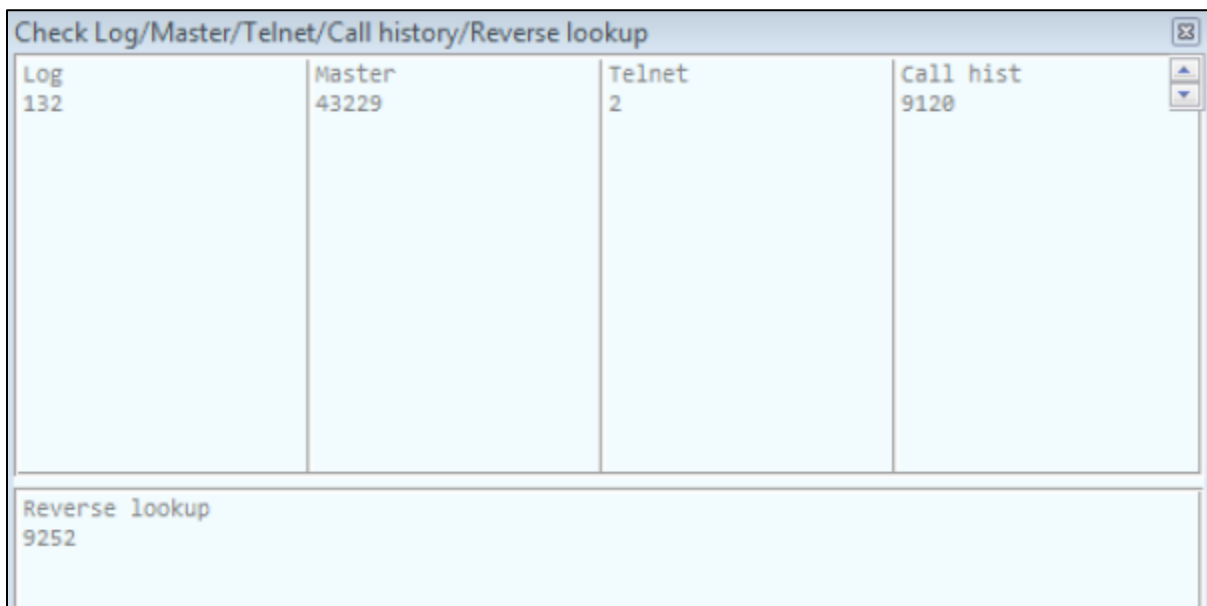 Check Log/Master/Telnet/Call history/Reverse lookup
Log Master Telnet Call hist
132 43229 2 9120
Reverse lookup
9252